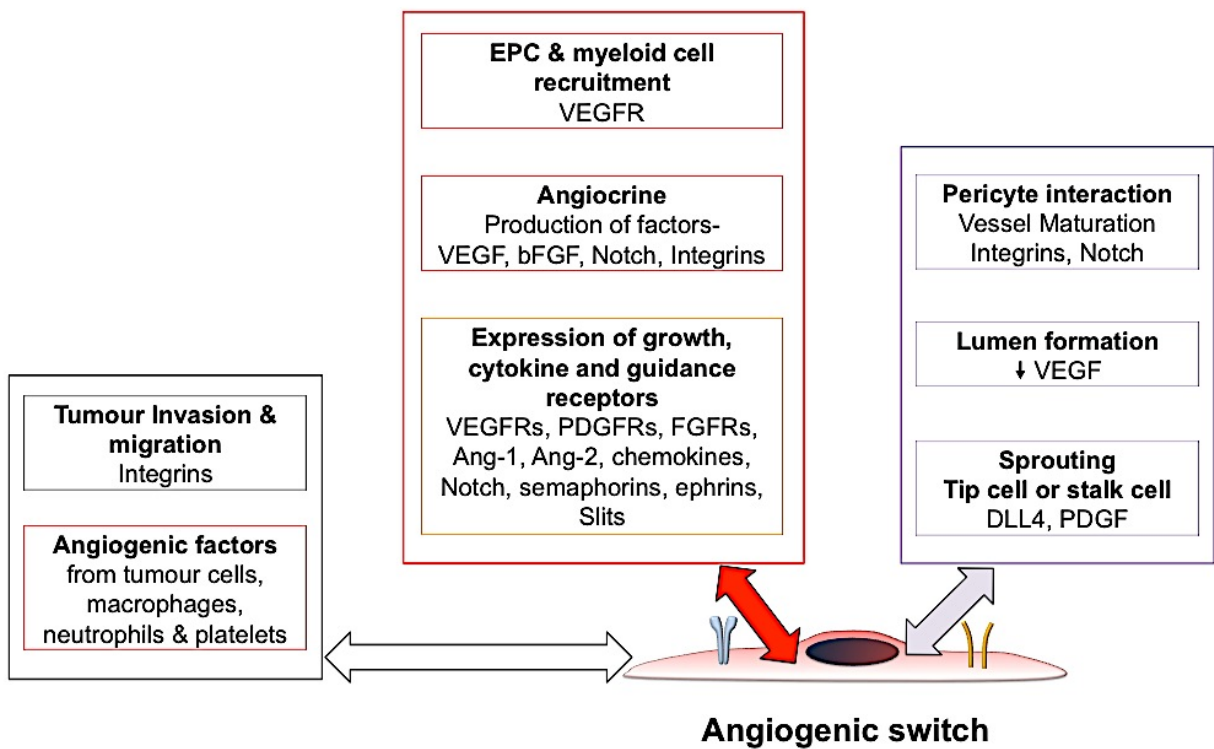 EPC & myeloid cell
recruitment
VEGFR
Angiocrine
Production of factors-
VEGF, bFGF, Notch, Integrins
Expression of growth,
cytokine and guidance
receptors
VEGFRs, PDGFRs, FGFRs,
Ang-1, Ang-2, chemokines,
Notch, semaphorins, ephrins,
Slits
Pericyte interaction
Vessel Maturation
Integrins, Notch
Lumen formation
↓ VEGF
Sprouting
Tip cell or stalk cell
DLL4, PDGF
Tumour Invasion &
migration
Integrins
Angiogenic factors
from tumour cells,
macrophages,
neutrophils & platelets
Angiogenic switch